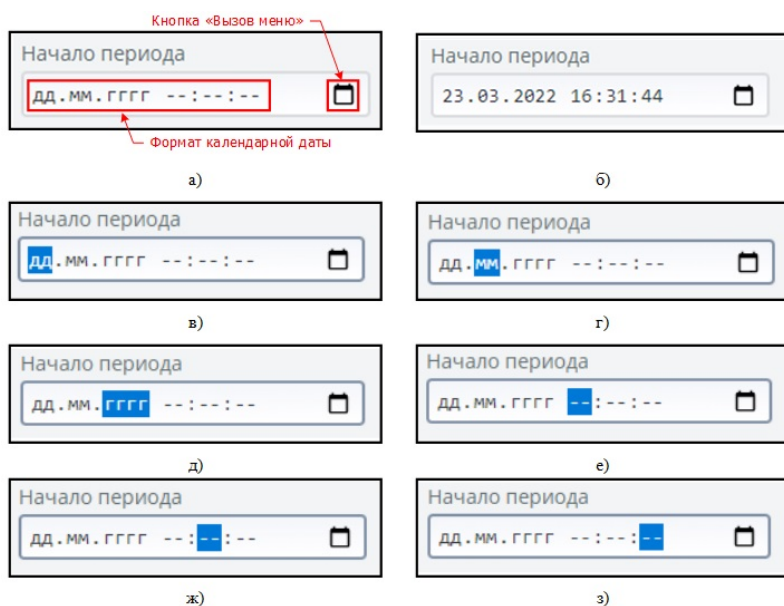 Кнопка «Вызов меню»
Начало периода
дд.мм.гггг --:--:--
Формат календарной даты
а)
Начало периода
23.03.2022 16:31:44
б)
Начало периода
дд.мм.гггг --:--:--
в)
Начало периода
дд.мм.гггг --:--:--
г)
Начало периода
дд.мм.гггг --:--:--
д)
Начало периода
дд.мм.гггг --:--:--
е)
Начало периода
дд.мм.гггг --:--:--
ж)
Начало периода
дд.мм.гггг --:--:--
з)